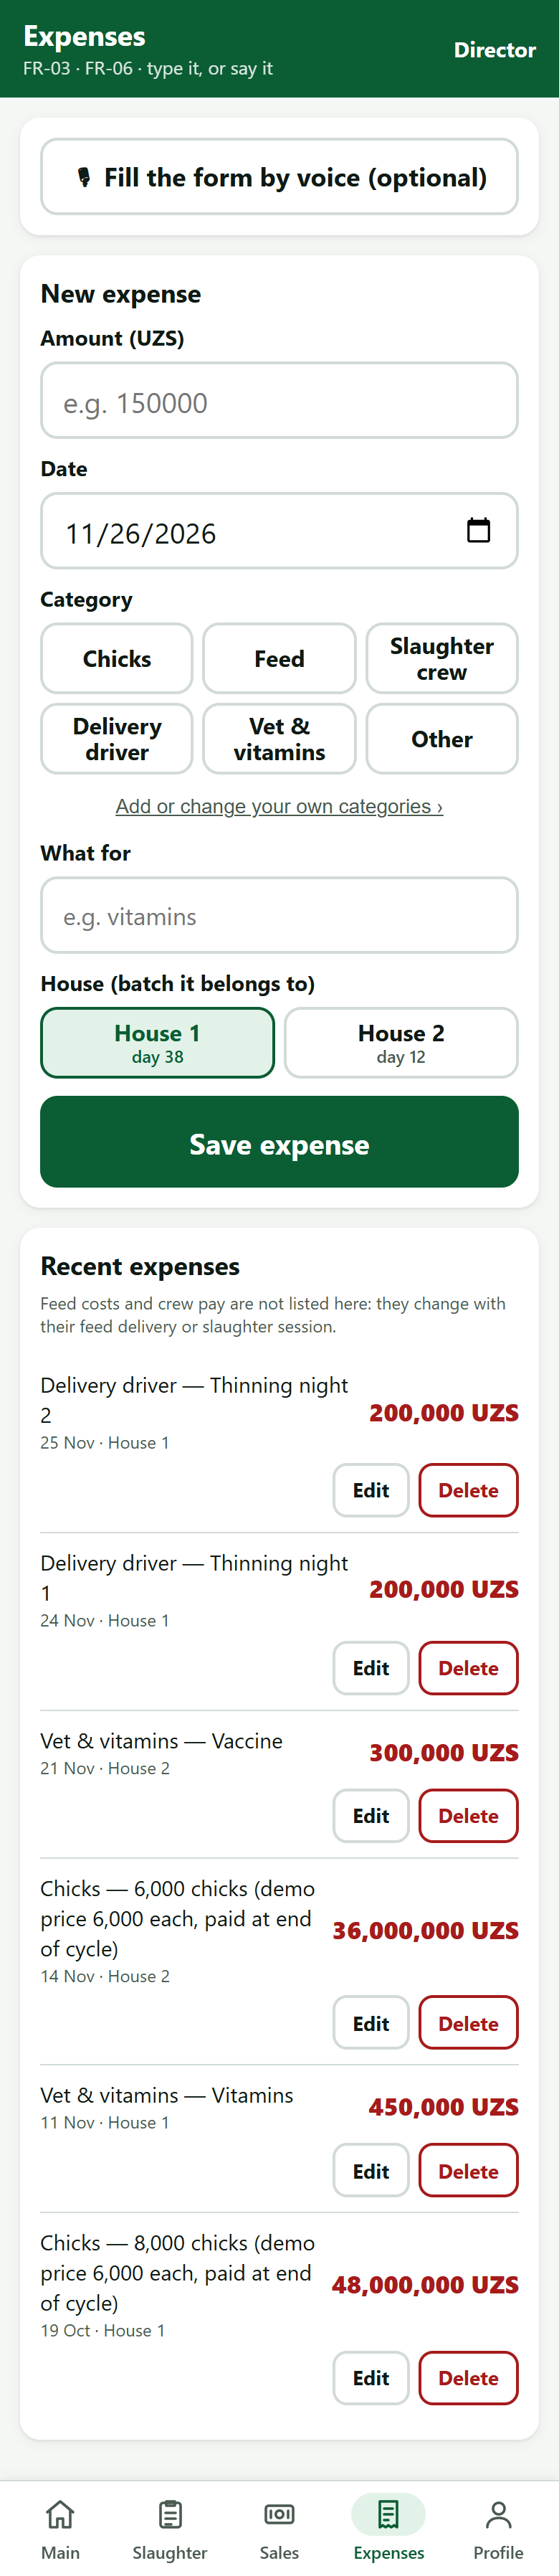 Expenses
FR-03 · FR-06 · type it, or say it
Director
Fill the form by voice (optional)
New expense
Amount (UZS)
e.g. 150000
Date
11/26/2026
Category
Chicks
Feed
Slaughter
crew
Delivery
driver
Vet &
vitamins
Other
Add or change your own categories ›
What for
e.g. vitamins
House (batch it belongs to)
House 1
day 38
House 2
day 12
Save expense
Recent expenses
Feed costs and crew pay are not listed here: they change with
their feed delivery or slaughter session.
Delivery driver — Thinning night
2
200,000 UZS
25 Nov · House 1
Edit
Delete
Delivery driver — Thinning night
1
200,000 UZS
24 Nov · House 1
Edit
Delete
Vet & vitamins — Vaccine
300,000 UZS
21 Nov · House 2
Edit
Delete
Chicks — 6,000 chicks (demo
price 6,000 each, paid at end
of cycle)
36,000,000 UZS
14 Nov · House 2
Edit
Delete
Vet & vitamins — Vitamins
450,000 UZS
11 Nov · House 1
Edit
Delete
Chicks — 8,000 chicks (demo
price 6,000 each, paid at end
of cycle)
48,000,000 UZS
19 Oct · House 1
Edit
Delete
Main
Slaughter
Sales
Expenses
Profile